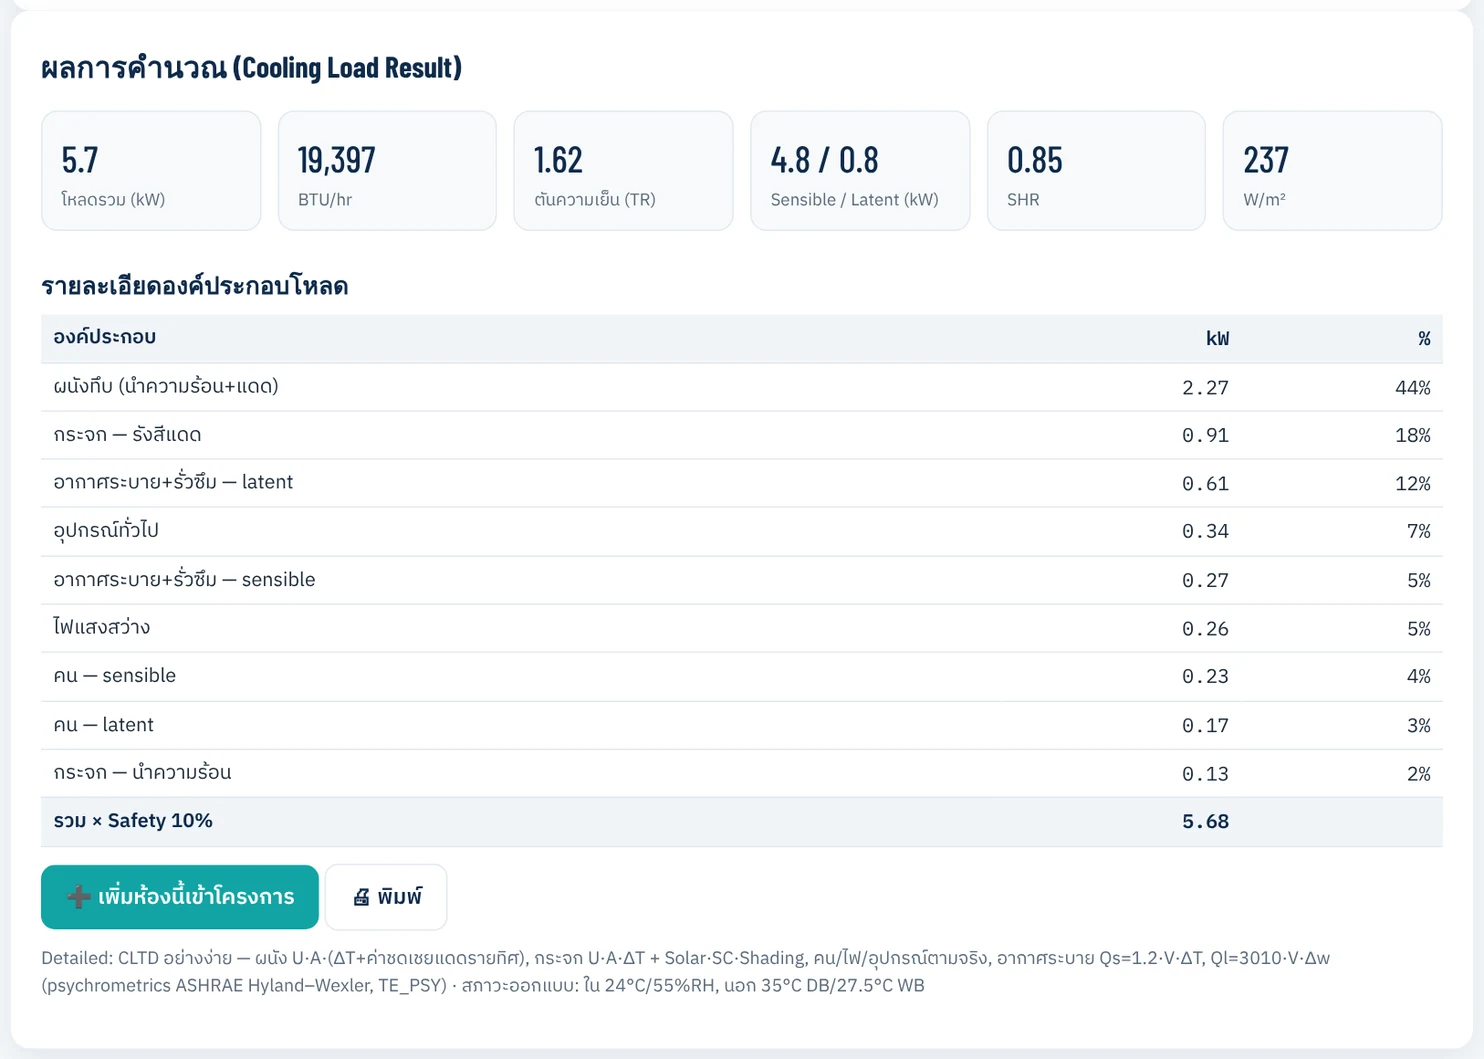 ผลการคำนวณ (Cooling Load Result)
5.7
โหลดรวม (kW)
19,397
BTU/hr
1.62
ตันความเย็น (TR)
4.8 / 0.8
Sensible / Latent (kW)
0.85
SHR
237
W/m²
รายละเอียดองค์ประกอบโหลด
องค์ประกอบ kW %
ผนังทึบ (นำความร้อน+แดด) 2.27 44%
กระจก — รังสีแดด 0.91 18%
อากาศระบาย+รั่วซึม — latent 0.61 12%
อุปกรณ์ทั่วไป 0.34 7%
อากาศระบาย+รั่วซึม — sensible 0.27 5%
ไฟแสงสว่าง 0.26 5%
คน — sensible 0.23 4%
คน — latent 0.17 3%
กระจก — นำความร้อน 0.13 2%
รวม × Safety 10% 5.68
➕ เพิ่มห้องนี้เข้าโครงการ
🖨 พิมพ์
Detailed: CLTD อย่างง่าย — ผนัง U·A·(ΔT+ค่าชดเชยแดดรายทิศ), กระจก U·A·ΔT + Solar·SC·Shading, คน/ไฟ/อุปกรณ์ตามจริง, อากาศระบาย Qs=1.2·V·ΔT, Ql=3010·V·Δw
(psychrometrics ASHRAE Hyland–Wexler, TE_PSY) · สภาวะออกแบบ: ใน 24°C/55%RH, นอก 35°C DB/27.5°C WB